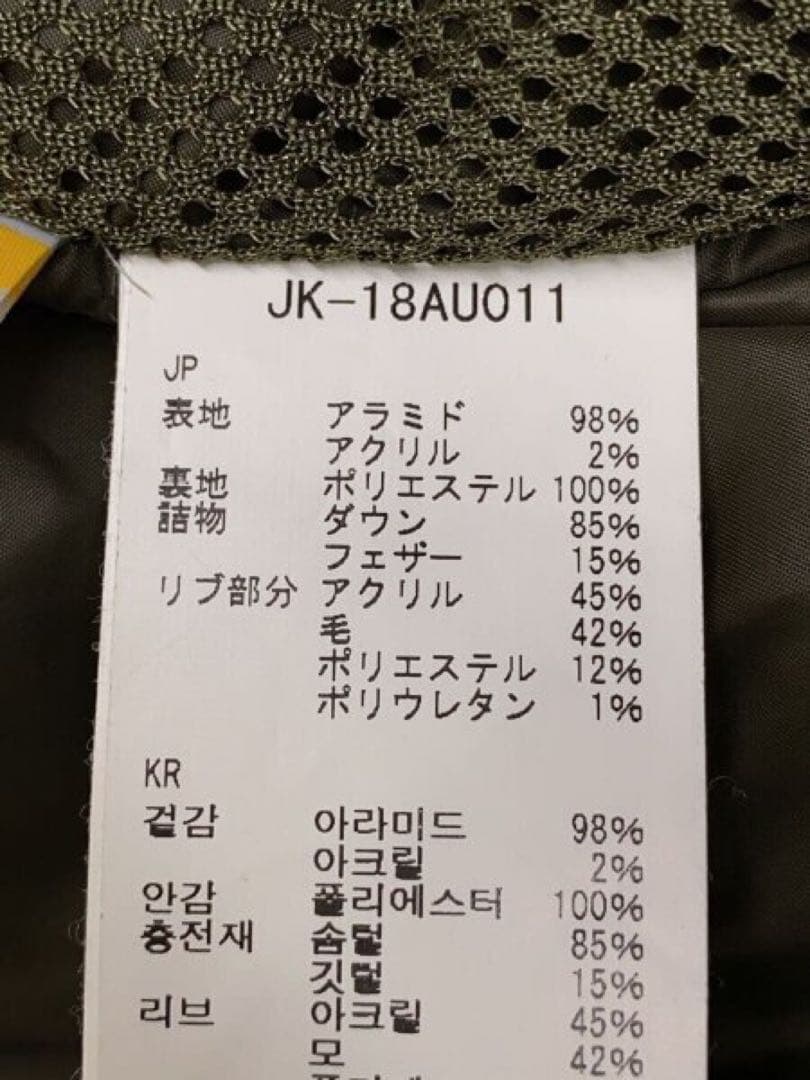 JK-18AU011
JP
表地 アラミド 98%
アクリル 2%
裏地 ポリエステル 100%
詰物 ダウン 85%
フェザー 15%
リブ部分 アクリル 45%
毛 42%
ポリエステル 12%
ポリウレタン 1%
KR
겉감 아라미드 98%
아크릴 2%
안감 폴리에스터 100%
충전재 솜털 85%
깃털 15%
리브 아크릴 45%
모 42%